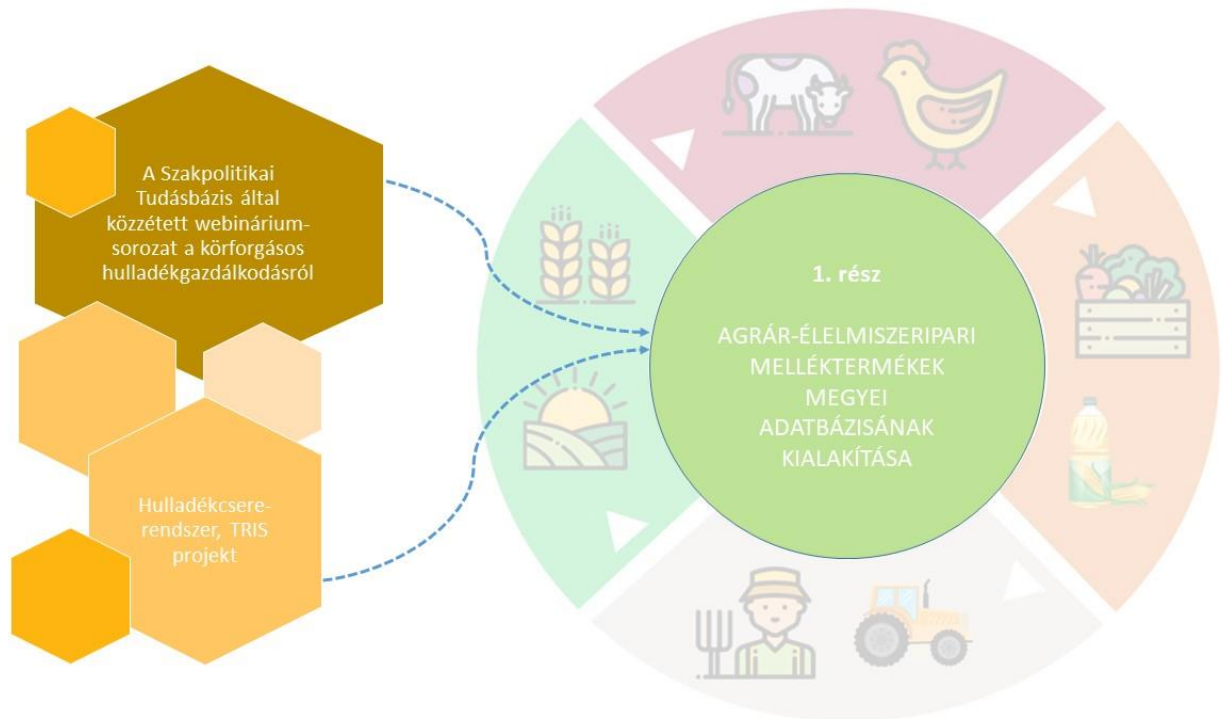 A Szakpolitikai
Tudásbázis által
közzétett webinárium-
sorozat a körforgásos
hulladékgazdálkodásról
Hulladékcsere-
rendszer, TRIS
projekt
1. rész
AGRÁR-ÉLELMISZERIPARI
MELLÉKTERMÉKEK
MEGYEI
ADATBÁZISÁNAK
KIALAKÍTÁSA